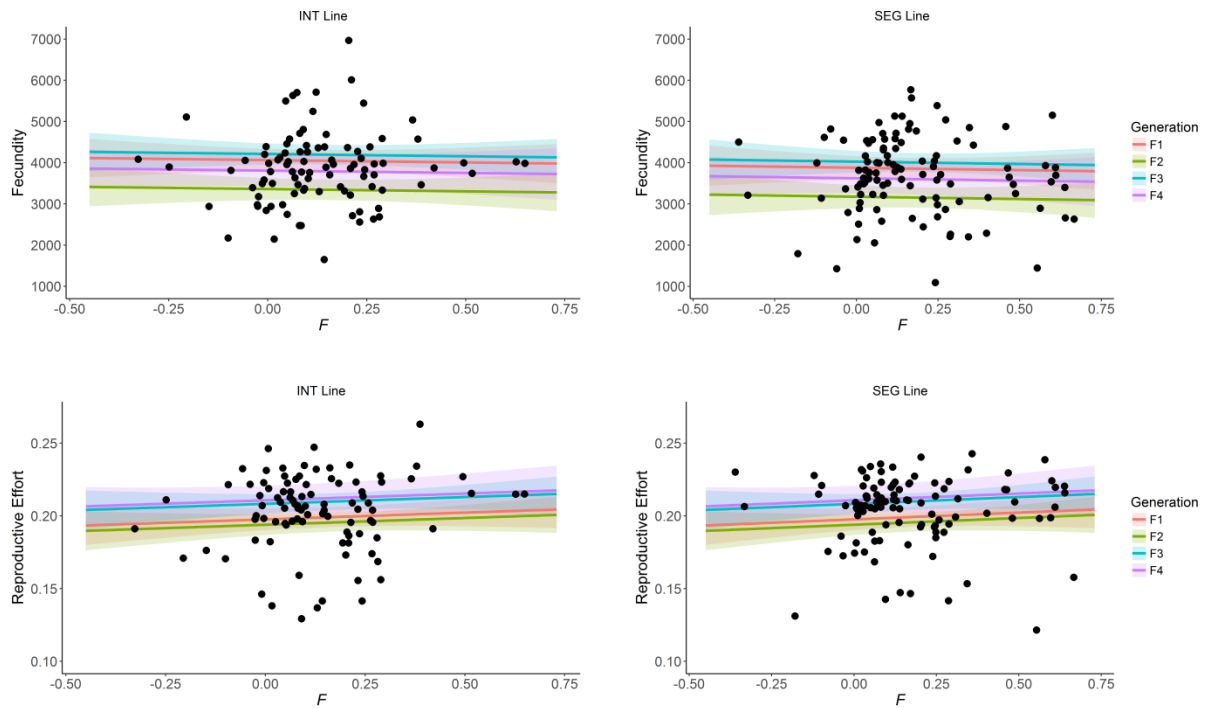 INT Line
SEG Line
7000
6000
5000
4000
3000
2000
1000
Fecundity
-0.50
-0.25
0.00
0.25
0.50
0.75
F
7000
6000
5000
4000
3000
2000
1000
Fecundity
-0.50
-0.25
0.00
0.25
0.50
0.75
F
Generation
F1
F2
F3
F4
INT Line
SEG Line
0.25
0.20
0.15
0.10
Reproductive Effort
-0.50
-0.25
0.00
0.25
0.50
0.75
F
0.25
0.20
0.15
0.10
Reproductive Effort
-0.50
-0.25
0.00
0.25
0.50
0.75
F
Generation
F1
F2
F3
F4